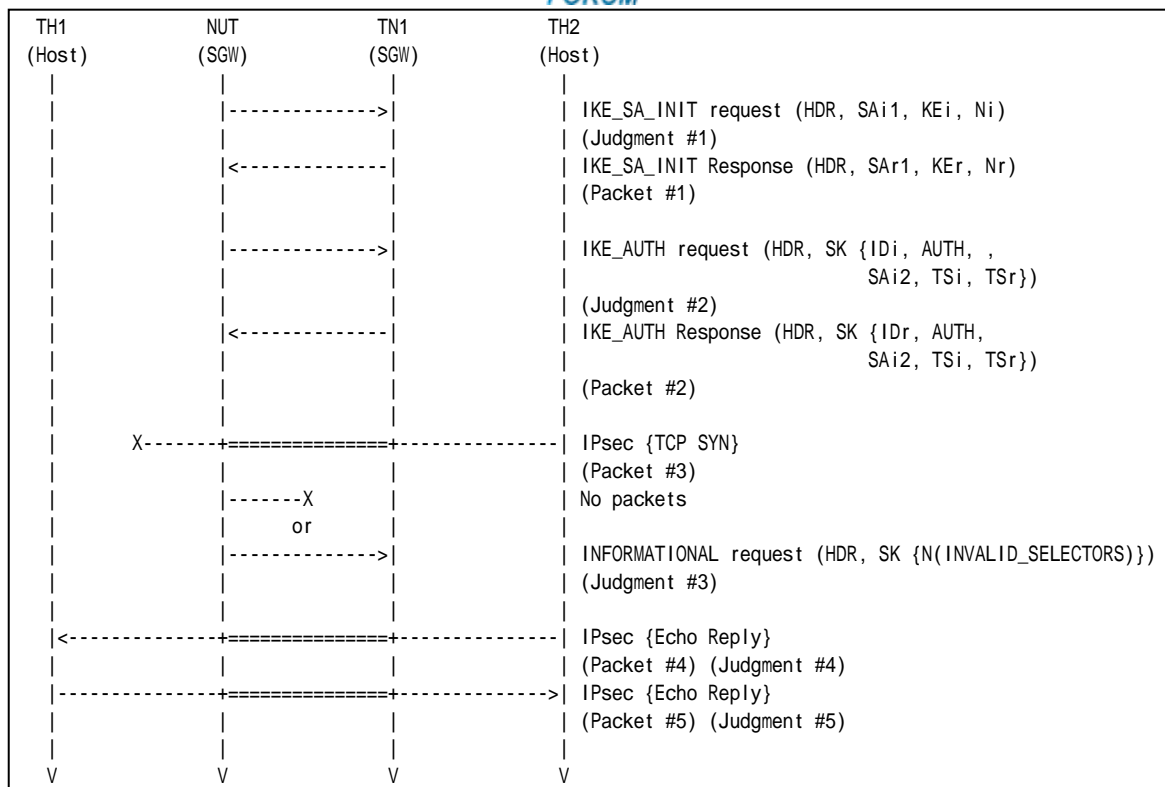 FORUM
TH1 NUT TN1 TH2
(Host) (SGW) (SGW) (Host)
| | | |
| |-------------->| | IKE_SA_INIT request (HDR, SAi1, KEi, Ni)
| | | | (Judgment #1)
| |<--------------| | IKE_SA_INIT Response (HDR, SAr1, KEr, Nr)
| | | | (Packet #1)
| | | |
| |-------------->| | IKE_AUTH request (HDR, SK {IDi, AUTH, ,
| | | | SAi2, TSi, TSr})
| | | | (Judgment #2)
| |<--------------| | IKE_AUTH Response (HDR, SK {IDr, AUTH,
| | | | SAi2, TSi, TSr})
| | | | (Packet #2)
| | | |
| X-------+===============+---------------| IPsec {TCP SYN}
| | | | (Packet #3)
| |-------X | | No packets
| | or | |
| |-------------->| | INFORMATIONAL request (HDR, SK {N(INVALID_SELECTORS)})
| | | | (Judgment #3)
| | | |
|<--------------+===============+---------------| IPsec {Echo Reply}
| | | | (Packet #4) (Judgment #4)
|---------------+===============+-------------->| IPsec {Echo Reply}
| | | | (Packet #5) (Judgment #5)
| | | |
V V V V